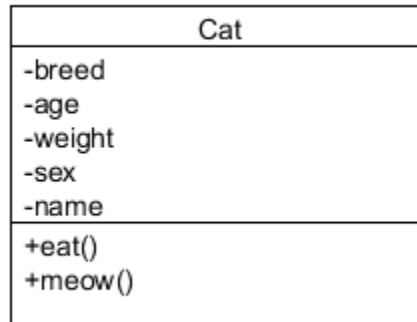 Cat
-breed
-age
-weight
-sex
-name
+eat()
+meow()